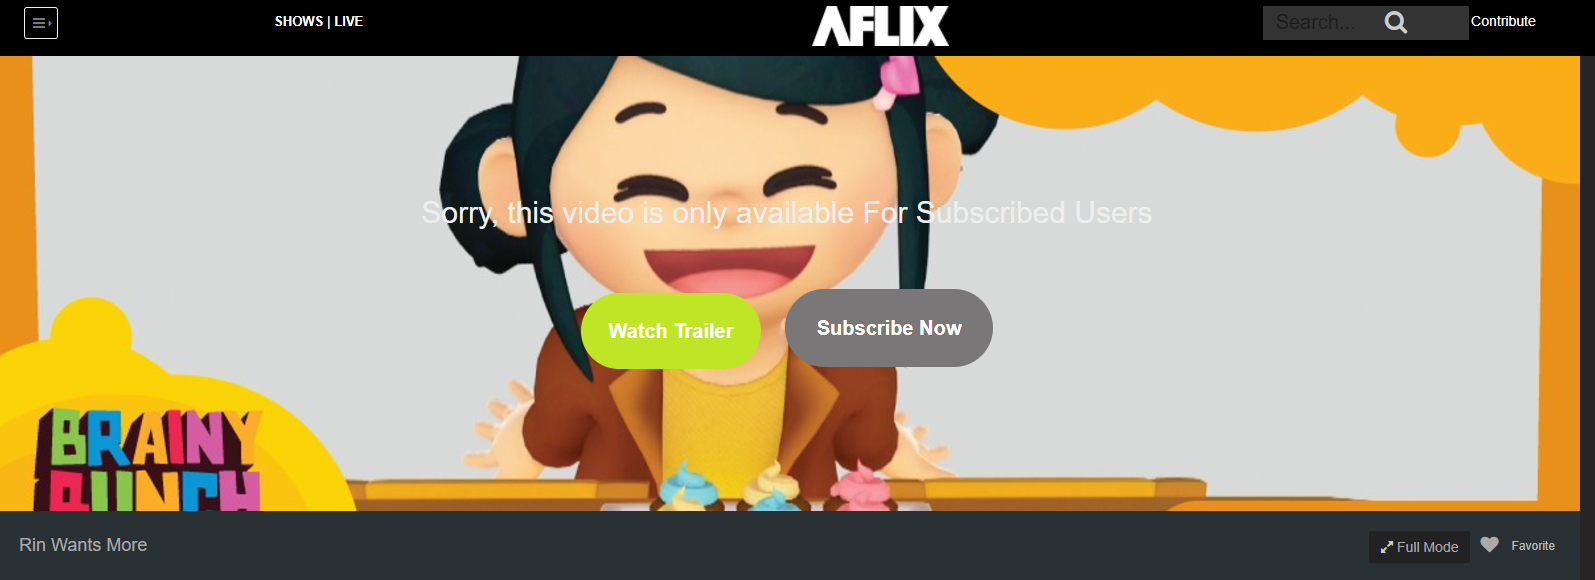 SHOWS | LIVE
AFLIX
Search...
Contribute
Sorry, this video is only available For Subscribed Users
Watch Trailer
Subscribe Now
BRAINY
BUNCH
Rin Wants More
Full Mode
Favorite